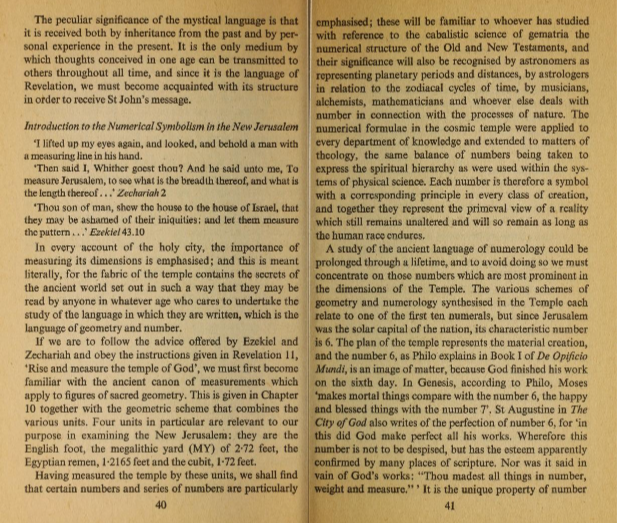 The peculiar significance of the mystical language is that
it is received both by inheritance from the past and by per-
sonal experience in the present. It is the only medium by
which thoughts conceived in one age can be transmitted to
others throughout all time, and since it is the language of
Revelation, we must become acquainted with its structure
in order to receive St John's message.
Introduction to the Numerical Symbolism in the New Jerusalem
'I lifted up my eyes again, and looked, and behold a man with
a measuring line in his hand.
'Then said I, Whither goest thou? And he said unto me, To
measure Jerusalem, to see what is the breadth thereof, and what is
the length thereof . . .' Zechariah 2
'Thou son of man, shew the house to the house of Israel, that
they may be ashamed of their iniquities: and let them measure
the pattern . . .' Ezekiel 43.10
In every account of the holy city, the importance of
measuring its dimensions is emphasised; and this is meant
literally, for the fabric of the temple contains the secrets of
the ancient world set out in such a way that they may be
read by anyone in whatever age who cares to undertake the
study of the language in which they are written, which is the
language of geometry and number.
If we are to follow the advice offered by Ezekiel and
Zechariah and obey the instructions given in Revelation 11,
'Rise and measure the temple of God', we must first become
familiar with the ancient canon of measurements which
apply to figures of sacred geometry. This is given in Chapter
10 together with the geometric scheme that combines the
various units. Four units in particular are relevant to our
purpose in examining the New Jerusalem: they are the
English foot, the megalithic yard (MY) of 2·72 feet, the
Egyptian remen, 1·2165 feet and the cubit, 1·72 feet.
Having measured the temple by these units, we shall find
that certain numbers and series of numbers are particularly
40
emphasised; these will be familiar to whoever has studied
with reference to the cabalistic science of gematria the
numerical structure of the Old and New Testaments, and
their significance will also be recognised by astronomers as
representing planetary periods and distances, by astrologers
in relation to the zodiacal cycles of time, by musicians,
alchemists, mathematicians and whoever else deals with
number in connection with the processes of nature. The
numerical formulae in the cosmic temple were applied to
every department of knowledge and extended to matters of
theology, the same balance of numbers being taken to
express the spiritual hierarchy as were used within the sys-
tems of physical science. Each number is therefore a symbol
with a corresponding principle in every class of creation,
and together they represent the primeval view of a reality
which still remains unaltered and will so remain as long as
the human race endures.
A study of the ancient language of numerology could be
prolonged through a lifetime, and to avoid doing so we must
concentrate on those numbers which are most prominent in
the dimensions of the Temple. The various schemes of
geometry and numerology synthesised in the Temple each
relate to one of the first ten numerals, but since Jerusalem
was the solar capital of the nation, its characteristic number
is 6. The plan of the temple represents the material creation,
and the number 6, as Philo explains in Book I of De Opificio
Mundi, is an image of matter, because God finished his work
on the sixth day. In Genesis, according to Philo, Moses
'makes mortal things compare with the number 6, the happy
and blessed things with the number 7'. St Augustine in The
City of God also writes of the perfection of number 6, for 'in
this did God make perfect all his works. Wherefore this
number is not to be despised, but has the esteem apparently
confirmed by many places of scripture. Nor was it said in
vain of God's works: "Thou madest all things in number,
weight and measure." ' It is the unique property of number
41